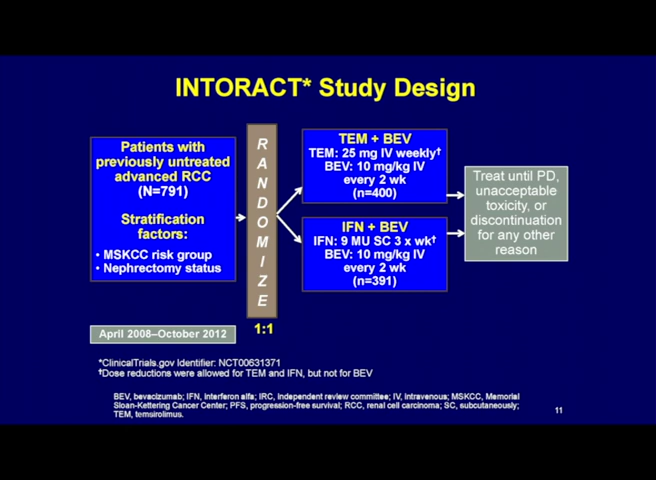 INTORACT* Study Design
Patients with
previously untreated
advanced RCC
(N=791)
Stratification
factors:
• MSKCC risk group
• Nephrectomy status
R
A
N
D
O
M
I
Z
E
1:1
TEM + BEV
TEM: 25 mg IV weekly†
BEV: 10 mg/kg IV
every 2 wk
(n=400)
IFN + BEV
IFN: 9 MU SC 3 x wk†
BEV: 10 mg/kg IV
every 2 wk
(n=391)
Treat until PD,
unacceptable
toxicity, or
discontinuation
for any other
reason
April 2008–October 2012
*ClinicalTrials.gov Identifier: NCT00631371
†Dose reductions were allowed for TEM and IFN, but not for BEV
BEV, bevacizumab; IFN, interferon alfa; IRC, independent review committee; IV, intravenous; MSKCC, Memorial
Sloan-Kettering Cancer Center; PFS, progression-free survival; RCC, renal cell carcinoma; SC, subcutaneously;
TEM, temsirolimus.
11